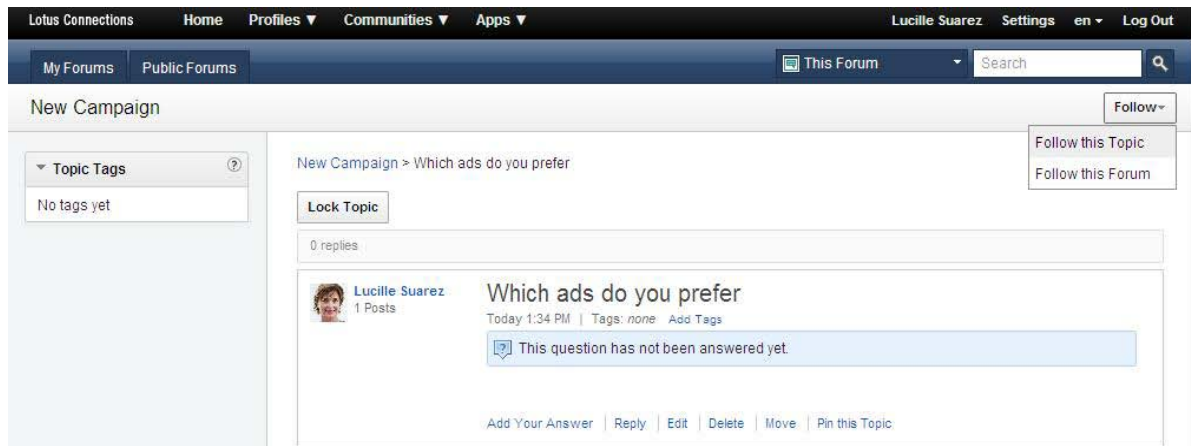 Lotus Connections Home Profiles ▼ Communities ▼ Apps ▼ Lucille Suarez Settings en Log Out
My Forums Public Forums This Forum Search
New Campaign Follow
Follow this Topic
Follow this Forum
Topic Tags ?
No tags yet
New Campaign > Which ads do you prefer
Lock Topic
0 replies
Lucille Suarez
1 Posts
Which ads do you prefer
Today 1:34 PM | Tags: none Add Tags
? This question has not been answered yet.
Add Your Answer | Reply | Edit | Delete | Move | Pin this Topic